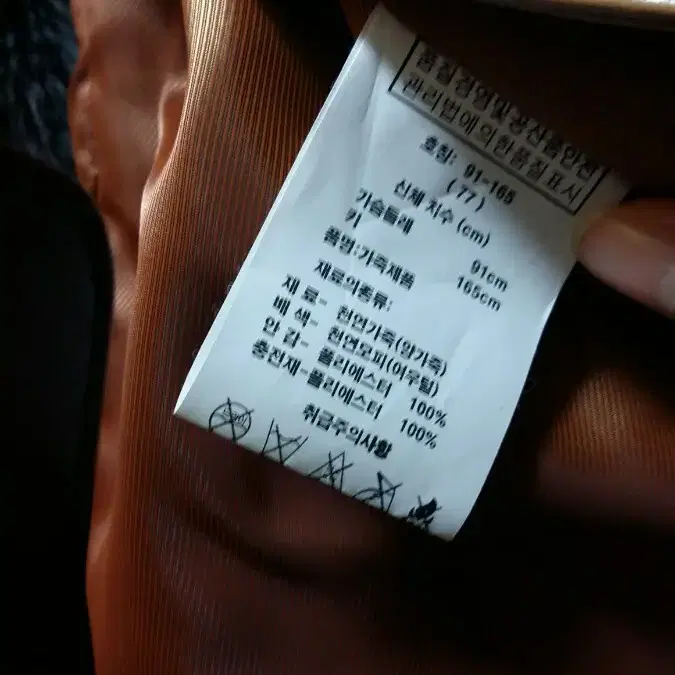 품질경영및공산품안전
관리법에의한품질표시
호칭: 91-165
(77)
신체 치수 (cm)
가슴둘레 91cm
키 165cm
품명:가죽제품
재료의종류:
재 료- 천연가죽(양가죽)
배 색- 천연모피(여우털)
안 감- 폴리에스터 100%
충전재-폴리에스터 100%
취급주의사항